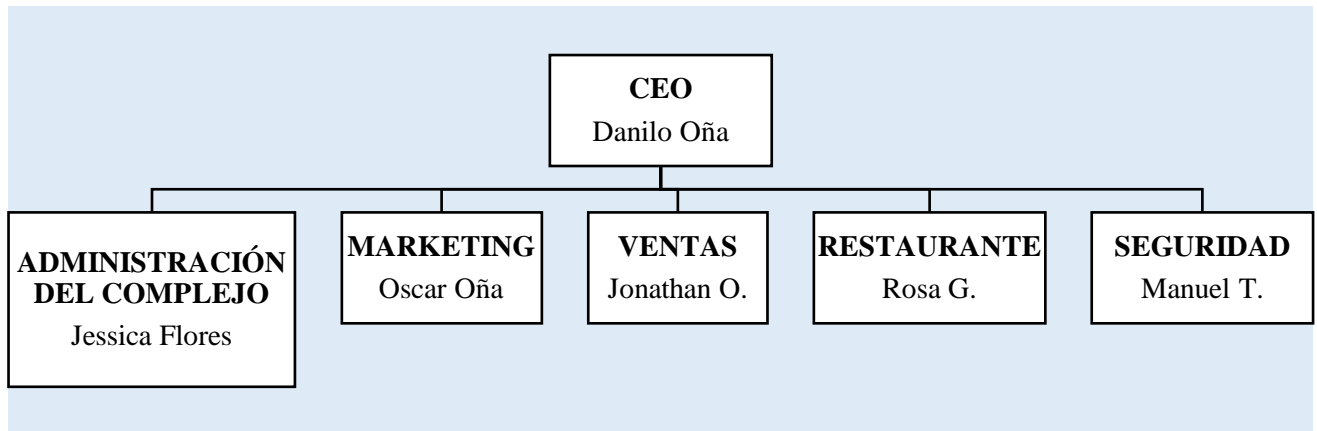 CEO
Danilo Oña
ADMINISTRACIÓN
DEL COMPLEJO
Jessica Flores
MARKETING
Oscar Oña
VENTAS
Jonathan O.
RESTAURANTE
Rosa G.
SEGURIDAD
Manuel T.